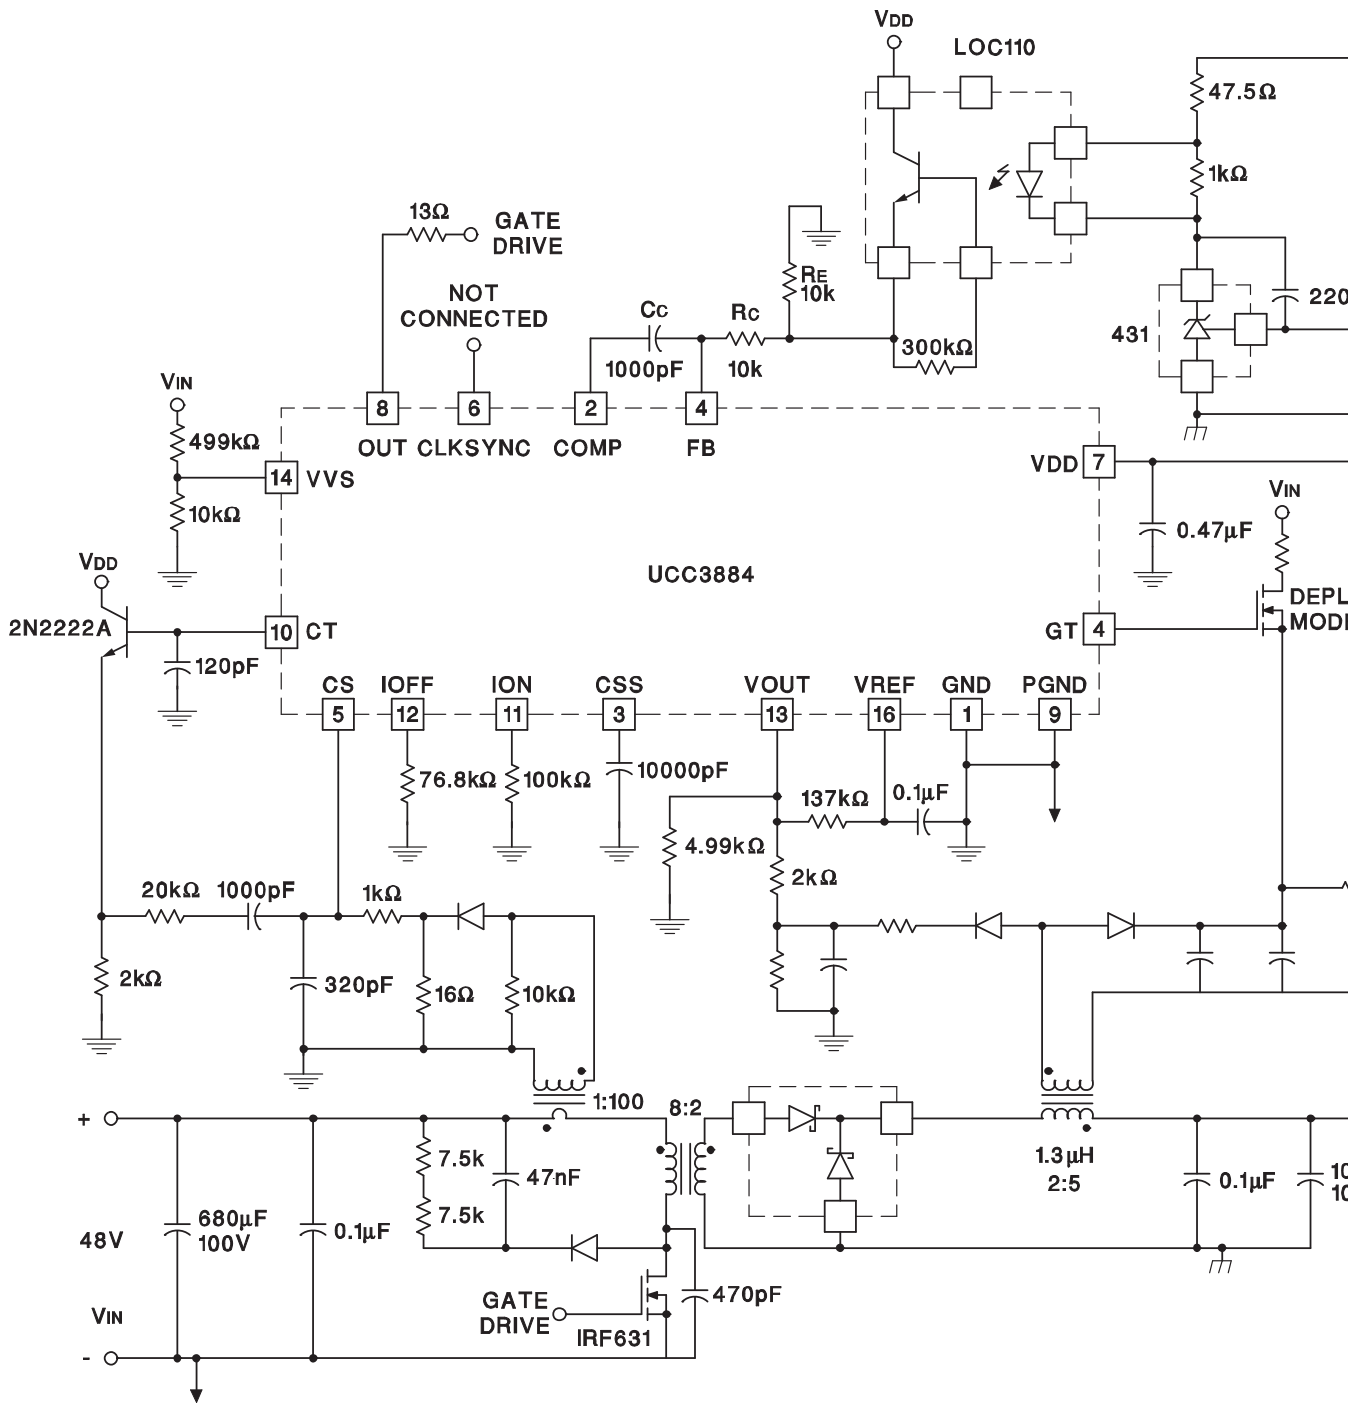 VDD
LOC110
47.5Ω
1kΩ
13Ω
GATE
DRIVE
NOT
CONNECTED
RE
10k
CC
RC
1000pF
10k
300kΩ
431
220
VIN
499kΩ
10kΩ
8
6
2
4
OUT
CLKSYNC
COMP
FB
14
VVS
VDD
7
VIN
0.47µF
VDD
UCC3884
2N2222A
10
CT
120pF
GT
4
DEPL
MODE
CS
IOFF
ION
CSS
VOUT
VREF
GND
PGND
5
12
11
3
13
16
1
9
76.8kΩ
100kΩ
10000pF
137kΩ
0.1µF
4.99kΩ
2kΩ
20kΩ
1000pF
1kΩ
2kΩ
320pF
16Ω
10kΩ
1:100
8:2
+
7.5k
47nF
7.5k
1.3µH
2:5
0.1µF
10
10
48V
680µF
100V
0.1µF
VIN
GATE
DRIVE
IRF631
470pF
-